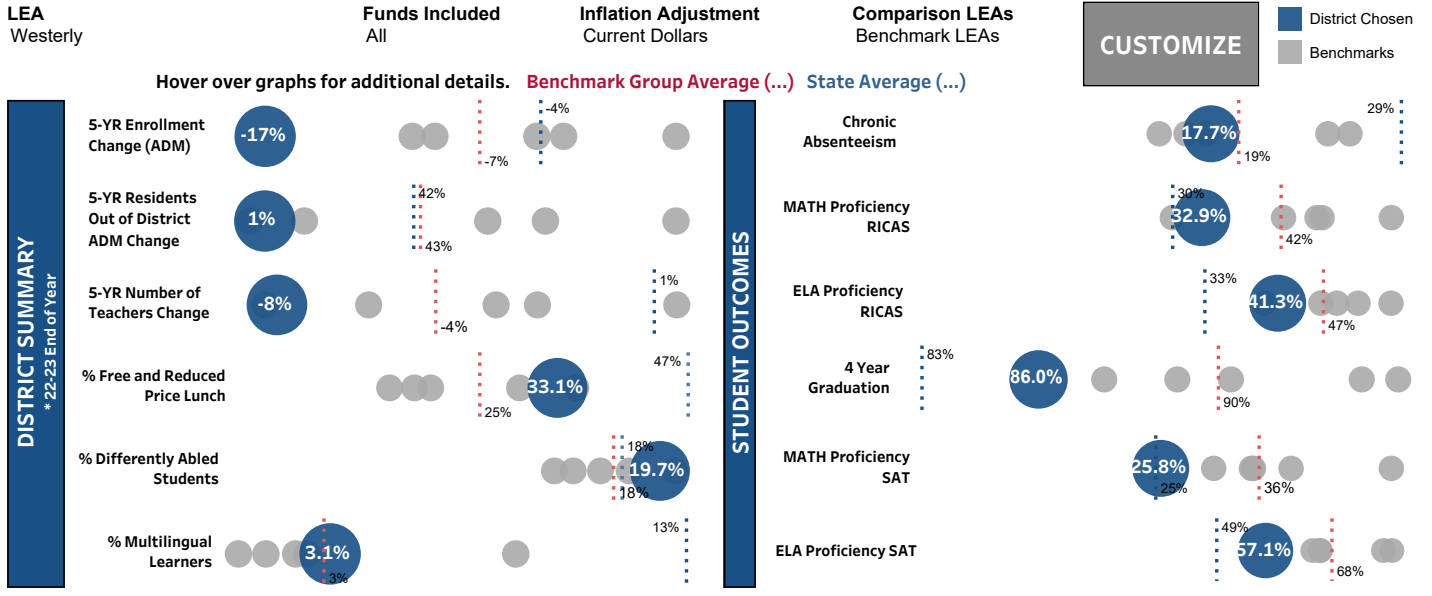 LEA
Westerly
Funds Included
All
Inflation Adjustment
Current Dollars
Comparison LEAs
Benchmark LEAs
CUSTOMIZE
District Chosen
Benchmarks
Hover over graphs for additional details. Benchmark Group Average (...) State Average (...)
DISTRICT SUMMARY
* 22-23 End of Year
5-YR Enrollment
Change (ADM)
-17%
-7%
-4%
5-YR Residents
Out of District
ADM Change
1%
42%
43%
5-YR Number of
Teachers Change
-8%
-4%
1%
% Free and Reduced
Price Lunch
25%
33.1%
47%
% Differently Abled
Students
18%
18%
19.7%
% Multilingual
Learners
3.1%
3%
13%
STUDENT OUTCOMES
Chronic
Absenteeism
17.7%
19%
29%
MATH Proficiency
RICAS
30%
32.9%
42%
ELA Proficiency
RICAS
33%
41.3%
47%
4 Year
Graduation
83%
86.0%
90%
MATH Proficiency
SAT
25.8%
25%
36%
ELA Proficiency SAT
49%
57.1%
68%